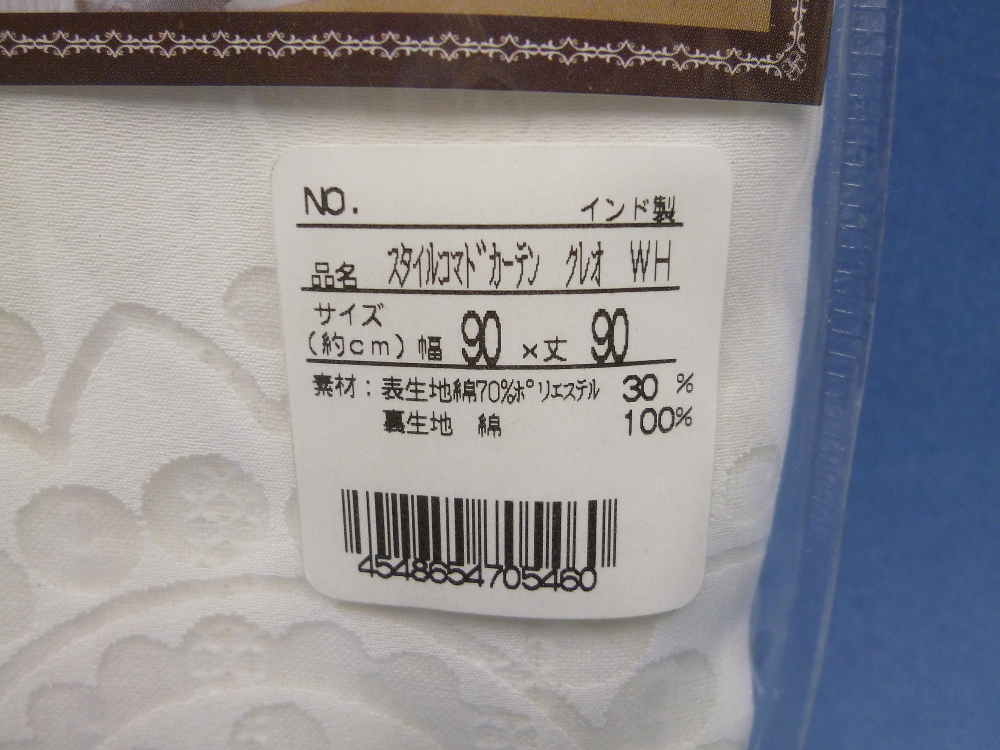 NO. インド製
品名 スタイルコマドカーテン クレオ WH
サイズ
(約cm) 幅 90 ×丈 90
素材：表生地綿70%ポリエステル 30 %
裏生地 綿 100%
4548654705460